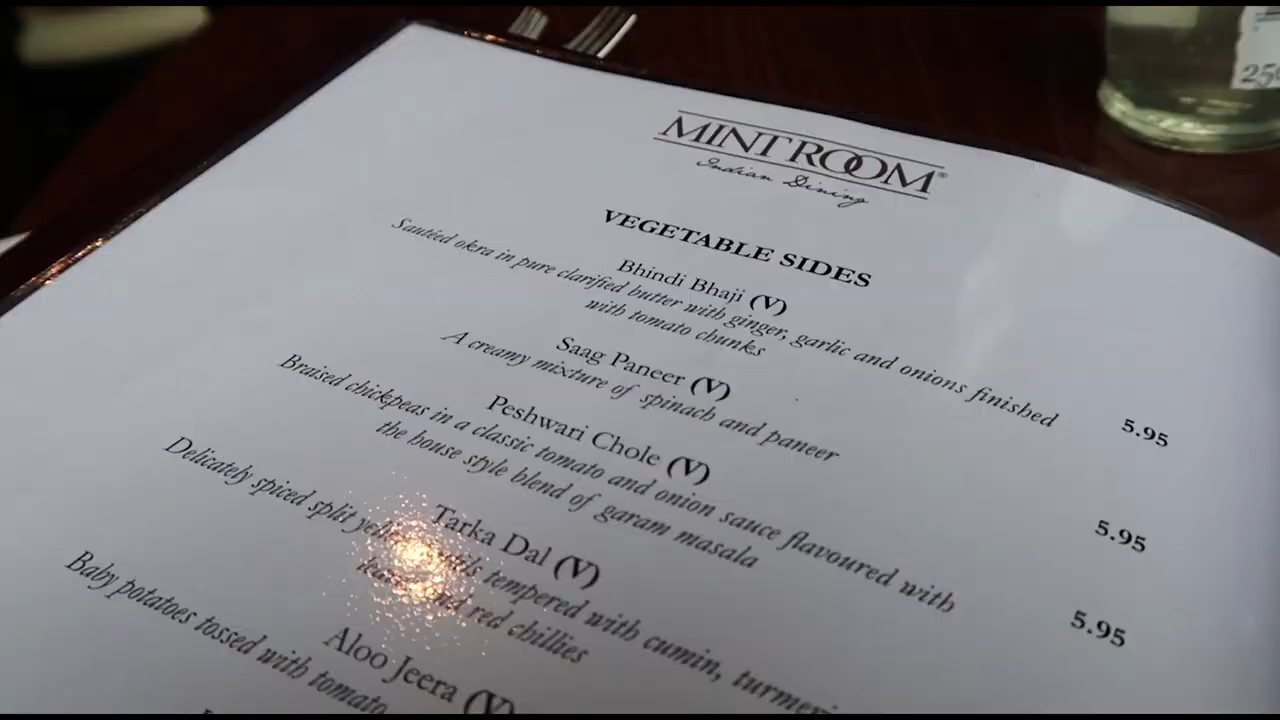 MINT ROOM®
Indian Dining
VEGETABLE SIDES
Bhindi Bhaji (V)
Sautéed okra in pure clarified butter with ginger, garlic and onions finished
with tomato chunks
5.95
Saag Paneer (V)
A creamy mixture of spinach and paneer
5.95
Peshwari Chole (V)
Braised chickpeas in a classic tomato and onion sauce flavoured with
the house style blend of garam masala
5.95
Tarka Dal (V)
Delicately spiced split tempered with cumin,
red chillies
Aloo Jeera (V)
Baby potatoes tossed with tomato